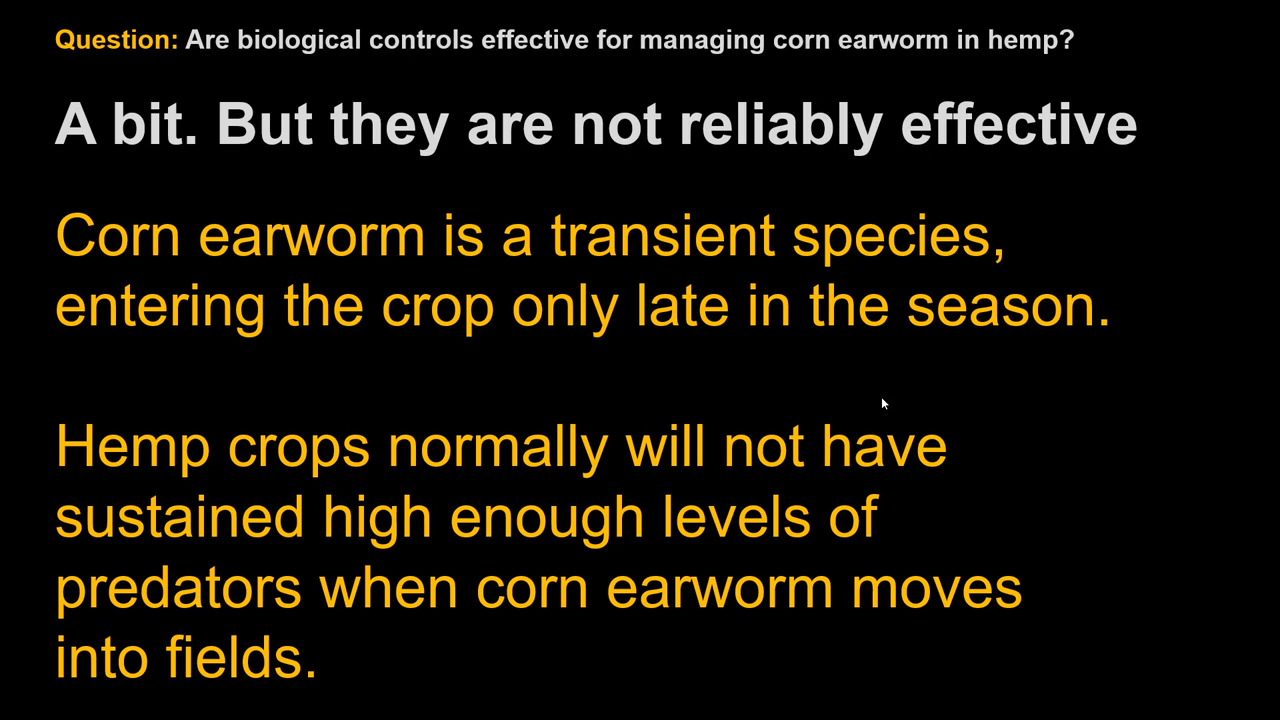 Question: Are biological controls effective for managing corn earworm in hemp?
A bit. But they are not reliably effective
Corn earworm is a transient species,
entering the crop only late in the season.
Hemp crops normally will not have
sustained high enough levels of
predators when corn earworm moves
into fields.